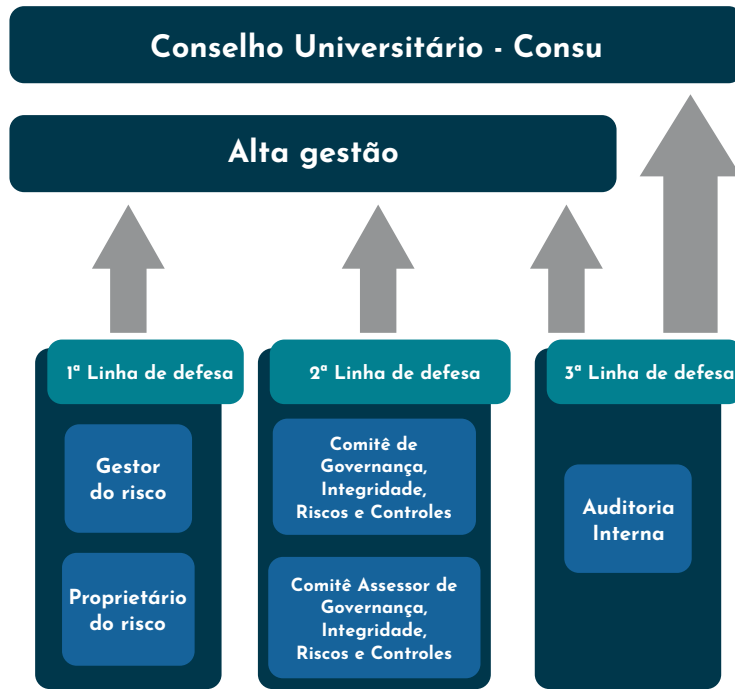 Conselho Universitário - Consu
Alta gestão
1ª Linha de defesa
Gestor
do risco
Proprietário
do risco
2ª Linha de defesa
Comitê de
Governança,
Integridade,
Riscos e Controles
Comitê Assessor de
Governança,
Integridade,
Riscos e Controles
3ª Linha de defesa
Auditoria
Interna